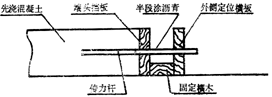 先浇混凝土
端头挡板
半段涂沥青
外侧定位模板
传力杆
固定模木